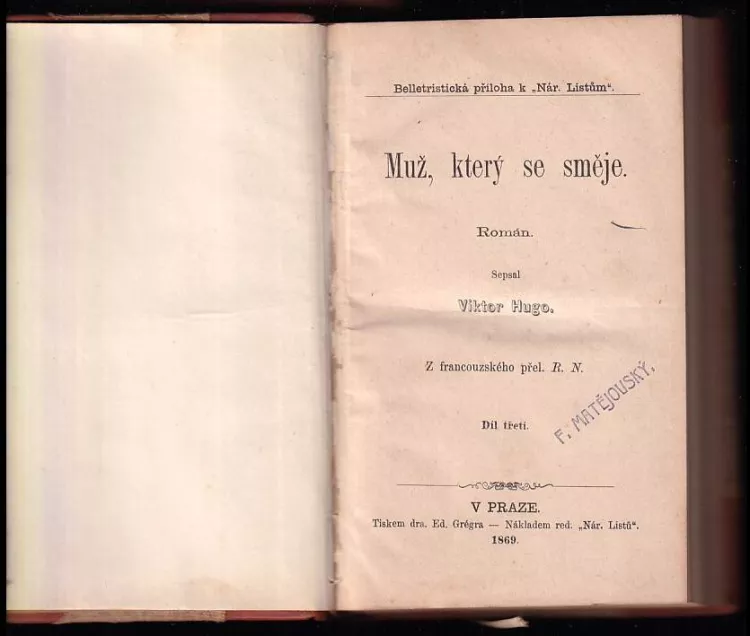 Belletristická příloha k „Nár. Listům“.
Muž, který se směje.
Román.
Sepsal
Viktor Hugo.
Z francouzského přel. R. N.
F. MATĚJOUSKÝ,
Díl třetí.
V PRAZE.
Tiskem dra. Ed. Grégra — Nákladem red. „Nár. Listů“.
1869.